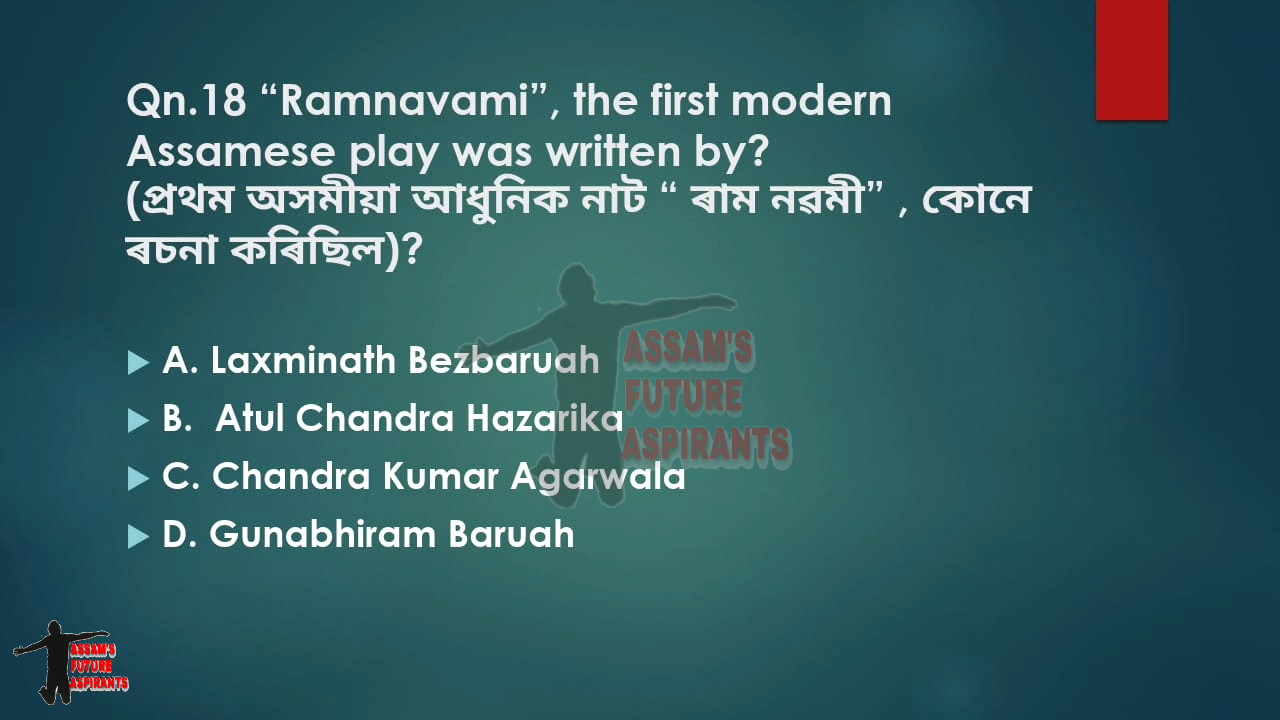 Qn.18 “Ramnavami”, the first modern
Assamese play was written by?
(প্ৰথম অসমীয়া আধুনিক নাট “ ৰাম নৱমী” , কোনে
ৰচনা কৰিছিল)?
A. Laxminath Bezbaruah
B. Atul Chandra Hazarika
C. Chandra Kumar Agarwala
D. Gunabhiram Baruah
ASSAM'S
FUTURE
ASPIRANTS
ASSAM'S
FUTURE
ASPIRANTS